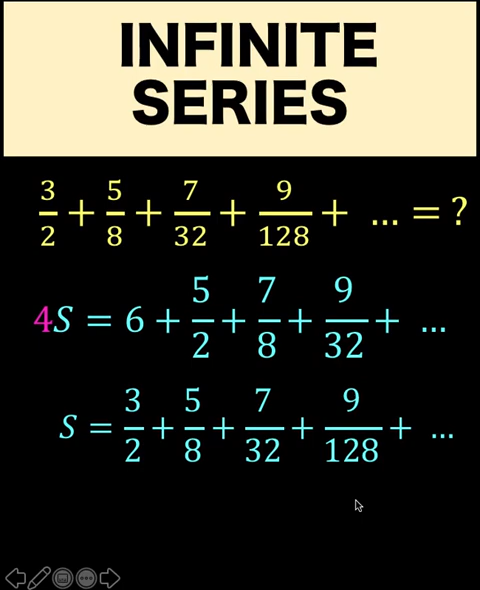 INFINITE
SERIES
3/2 + 5/8 + 7/32 + 9/128 + ... = ?
4S = 6 + 5/2 + 7/8 + 9/32 + ...
S = 3/2 + 5/8 + 7/32 + 9/128 + ...